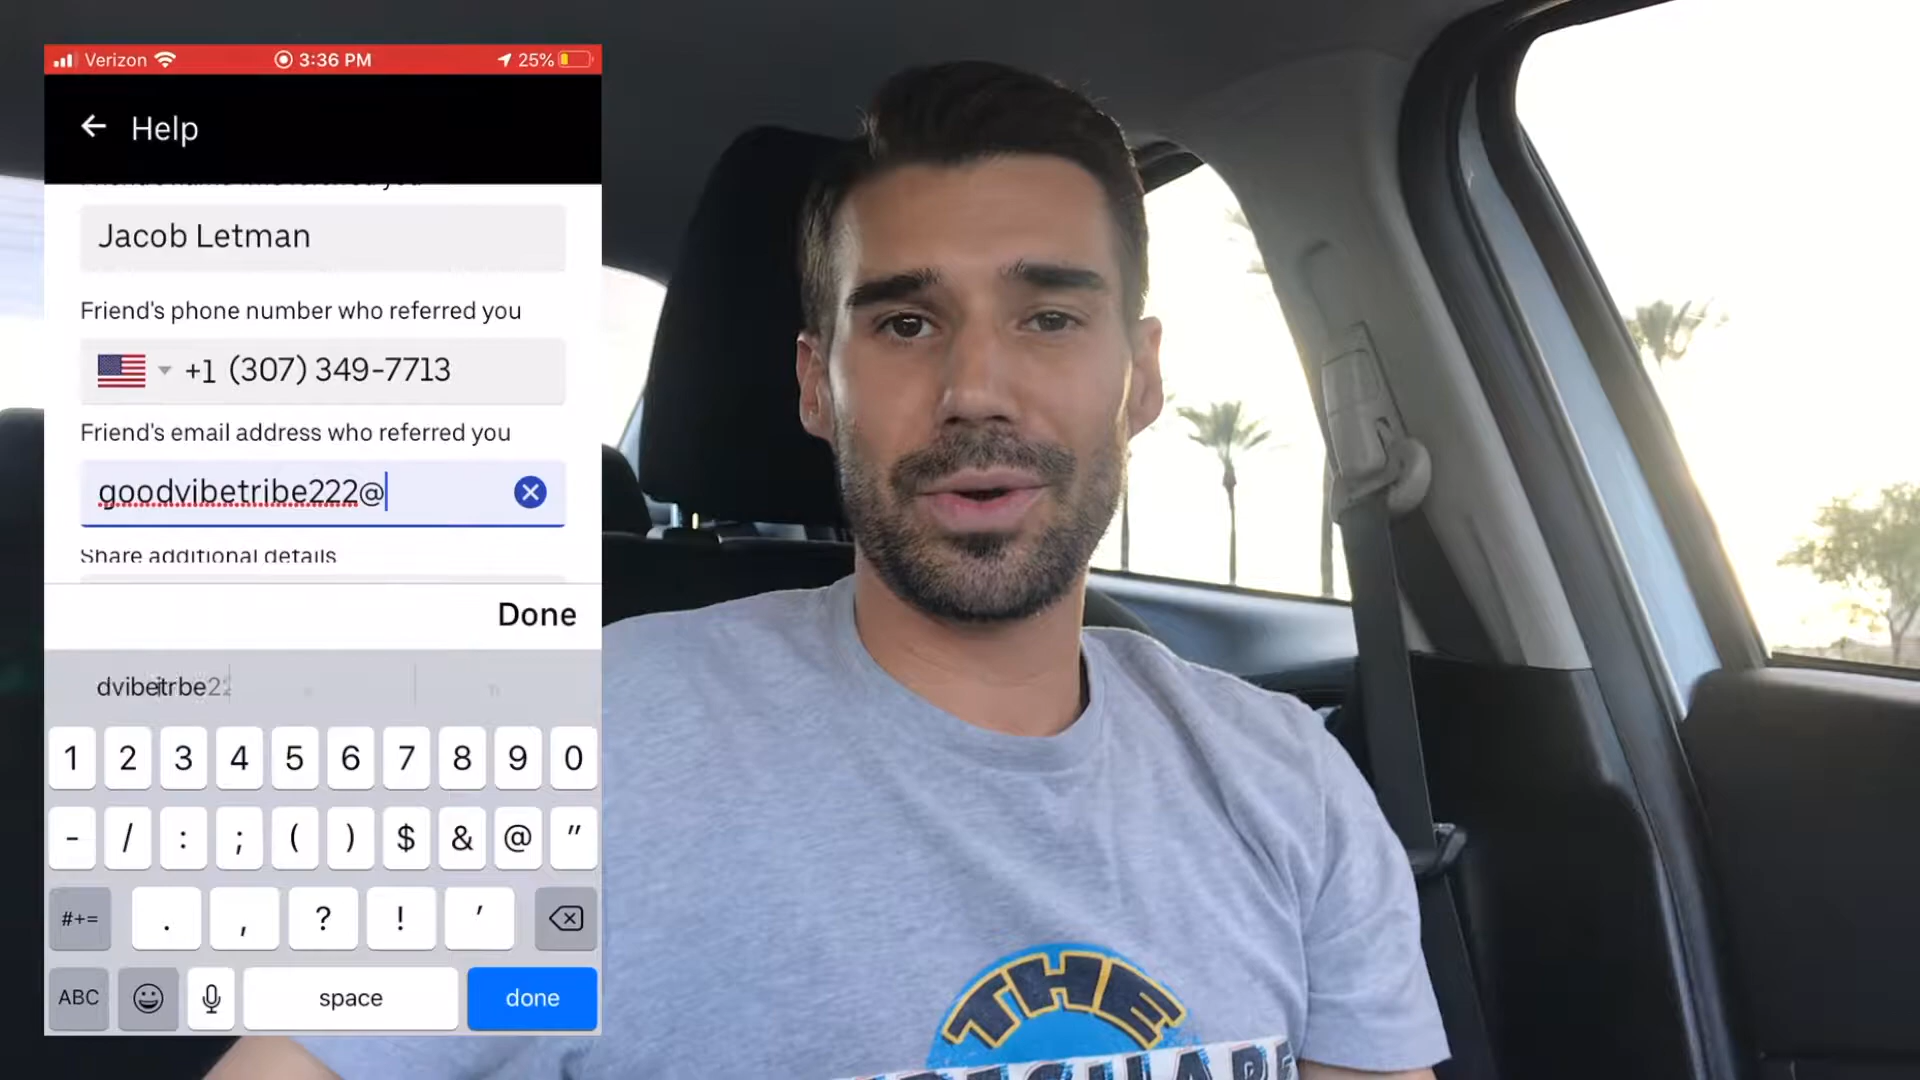 Verizon 3:36 PM 25%
← Help
Jacob Letman
Friend's phone number who referred you
+1 (307) 349-7713
Friend's email address who referred you
goodvibetribe222@
Share additional details
Done
1 2 3 4 5 6 7 8 9 0
- / : ; ( ) $ & @ "
#+= . , ? ! '
ABC space done
THE